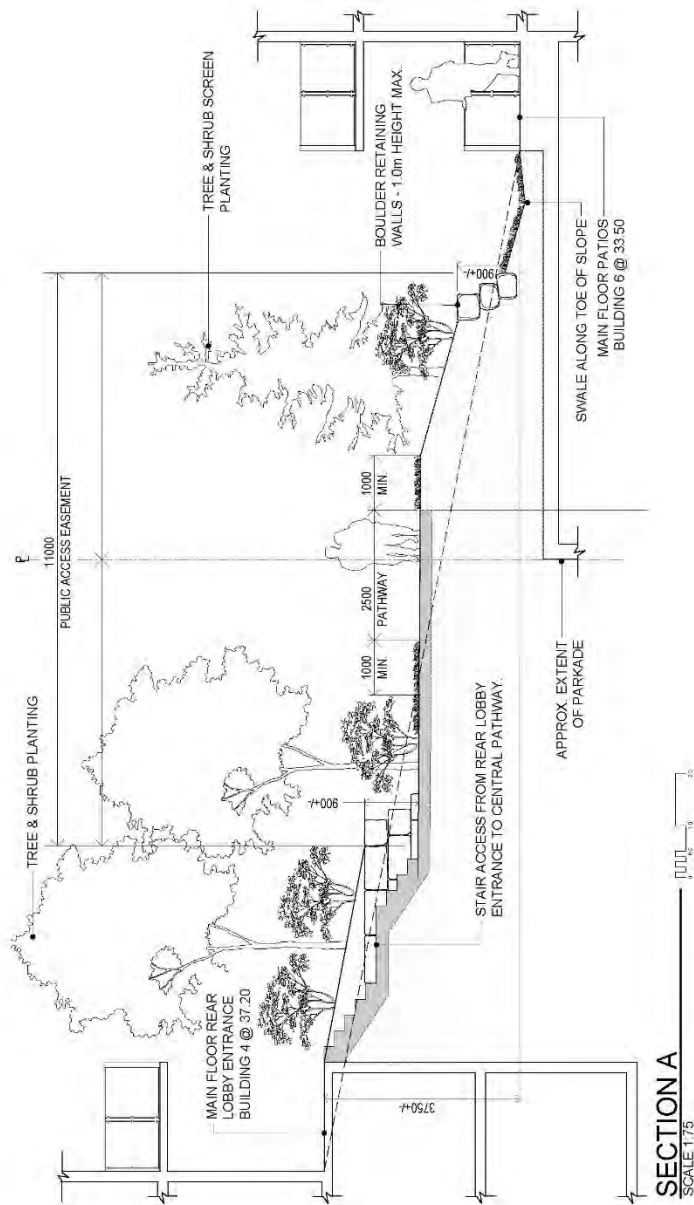 TREE & SHRUB PLANTING
℄
11000
PUBLIC ACCESS EASEMENT
TREE & SHRUB SCREEN
PLANTING
BOULDER RETAINING
WALLS - 1.0m HEIGHT MAX.
MAIN FLOOR REAR
LOBBY ENTRANCE
BUILDING 4 @ 37.20
900+/-
1000
MIN.
2500
PATHWAY
1000
MIN.
900+/-
3750+/-
STAIR ACCESS FROM REAR LOBBY
ENTRANCE TO CENTRAL PATHWAY.
APPROX. EXTENT
OF PARKADE
SWALE ALONG TOE OF SLOPE
MAIN FLOOR PATIOS
BUILDING 6 @ 33.50
SECTION A
SCALE 1:75
0